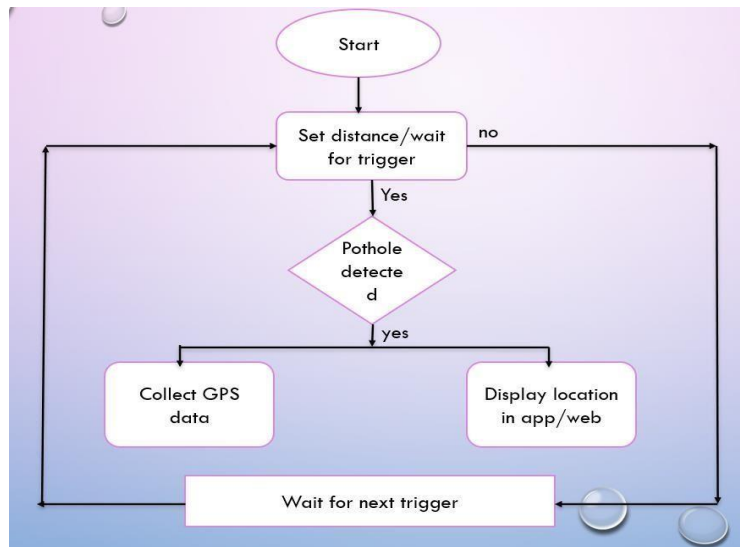 Start
Set distance/wait
for trigger
no
Yes
Pothole
detecte
d
yes
Collect GPS
data
Display location
in app/web
Wait for next trigger